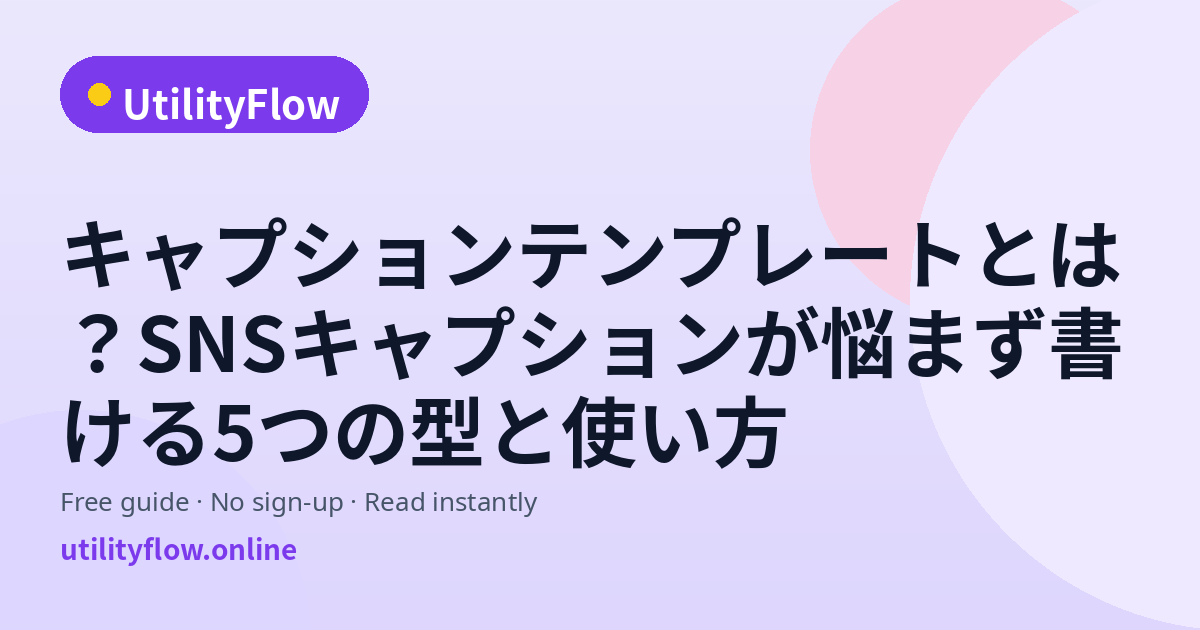 UtilityFlow
キャプションテンプレートとは
？SNSキャプションが悩まず書
ける5つの型と使い方
Free guide · No sign-up · Read instantly
utilityflow.online